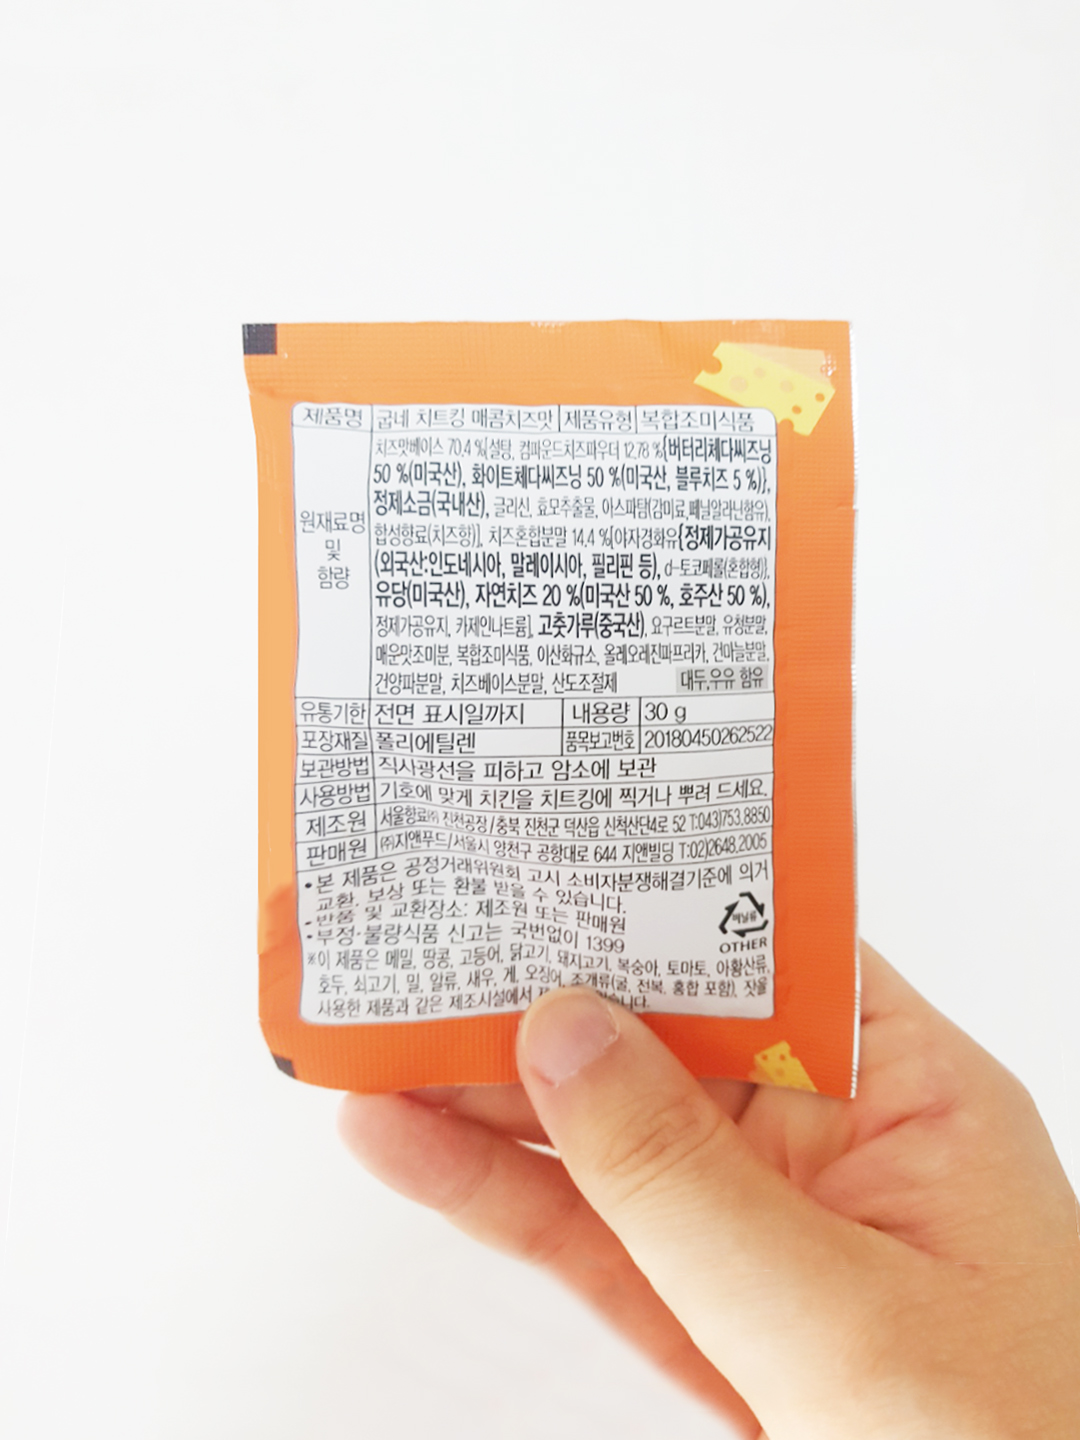 제품명 굽네 치트킹 매콤치즈맛 제품유형 복합조미식품
원재료명 및 함량
치즈맛베이스 70.4 %[설탕, 컴파운드치즈파우더 12.78 %{버터리체다씨즈닝
50 %(미국산), 화이트체다씨즈닝 50 %(미국산, 블루치즈 5 %)},
정제소금(국내산), 글리신, 효모추출물, 아스파탐(감미료,페닐알라닌함유),
합성향료(치즈향)], 치즈혼합분말 14.4 %[야자경화유{정제가공유지
(외국산:인도네시아, 말레이시아, 필리핀 등), d-토코페롤(혼합형)},
유당(미국산), 자연치즈 20 %(미국산 50 %, 호주산 50 %),
정제가공유지, 카제인나트륨], 고춧가루(중국산), 요구르트분말, 유청분말,
매운맛조미분, 복합조미식품, 이산화규소, 올레오레진파프리카, 건마늘분말,
건양파분말, 치즈베이스분말, 산도조절제 대두,우유 함유
유통기한 전면 표시일까지 내용량 30 g
포장재질 폴리에틸렌 품목보고번호 20180450262522
보관방법 직사광선을 피하고 암소에 보관
사용방법 기호에 맞게 치킨을 치트킹에 찍거나 뿌려 드세요.
제조원 서울향료㈜ 진천공장/충북 진천군 덕산읍 신척산단4로 52 T:043)753.8850
판매원 ㈜지앤푸드/서울시 양천구 공항대로 644 지앤빌딩 T:02)2648.2005
•본 제품은 공정거래위원회 고시 소비자분쟁해결기준에 의거
교환, 보상 또는 환불 받을 수 있습니다.
•반품 및 교환장소: 제조원 또는 판매원
•부정·불량식품 신고는 국번없이 1399
비닐류
OTHER
※이 제품은 메밀, 땅콩, 고등어, 닭고기, 돼지고기, 복숭아, 토마토, 아황산류,
호두, 쇠고기, 밀, 알류, 새우, 게, 오징어, 조개류(굴, 전복, 홍합 포함), 잣을
사용한 제품과 같은 제조시설에서